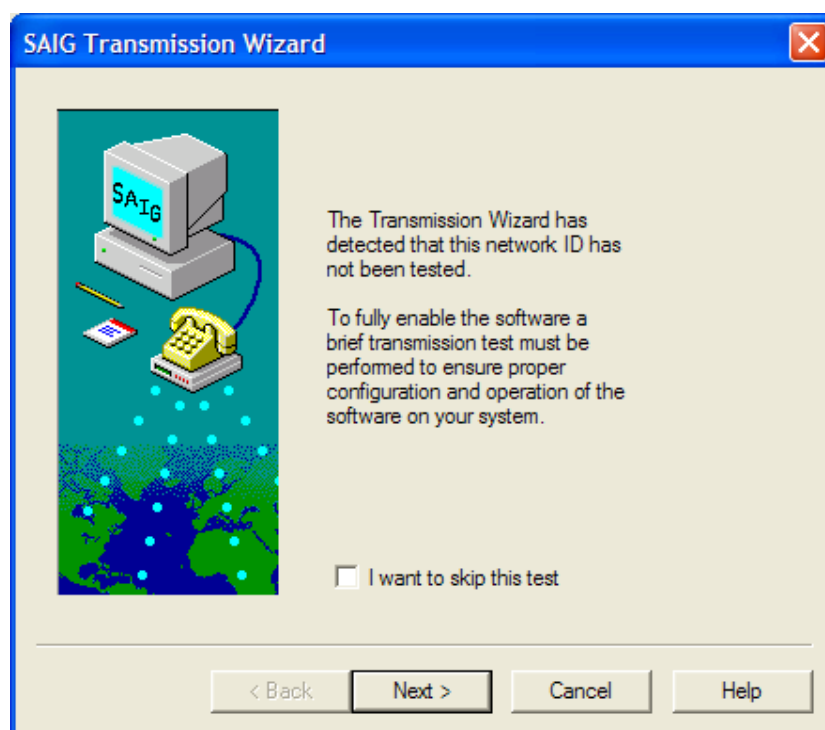 SAIG Transmission Wizard
SAIG
The Transmission Wizard has
detected that this network ID has
not been tested.
To fully enable the software a
brief transmission test must be
performed to ensure proper
configuration and operation of the
software on your system.
I want to skip this test
< Back
Next >
Cancel
Help